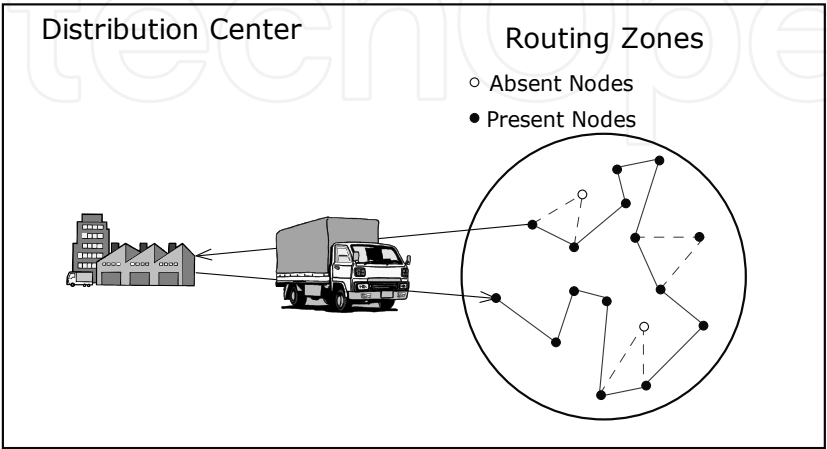 Distribution Center
Routing Zones
Absent Nodes
Present Nodes